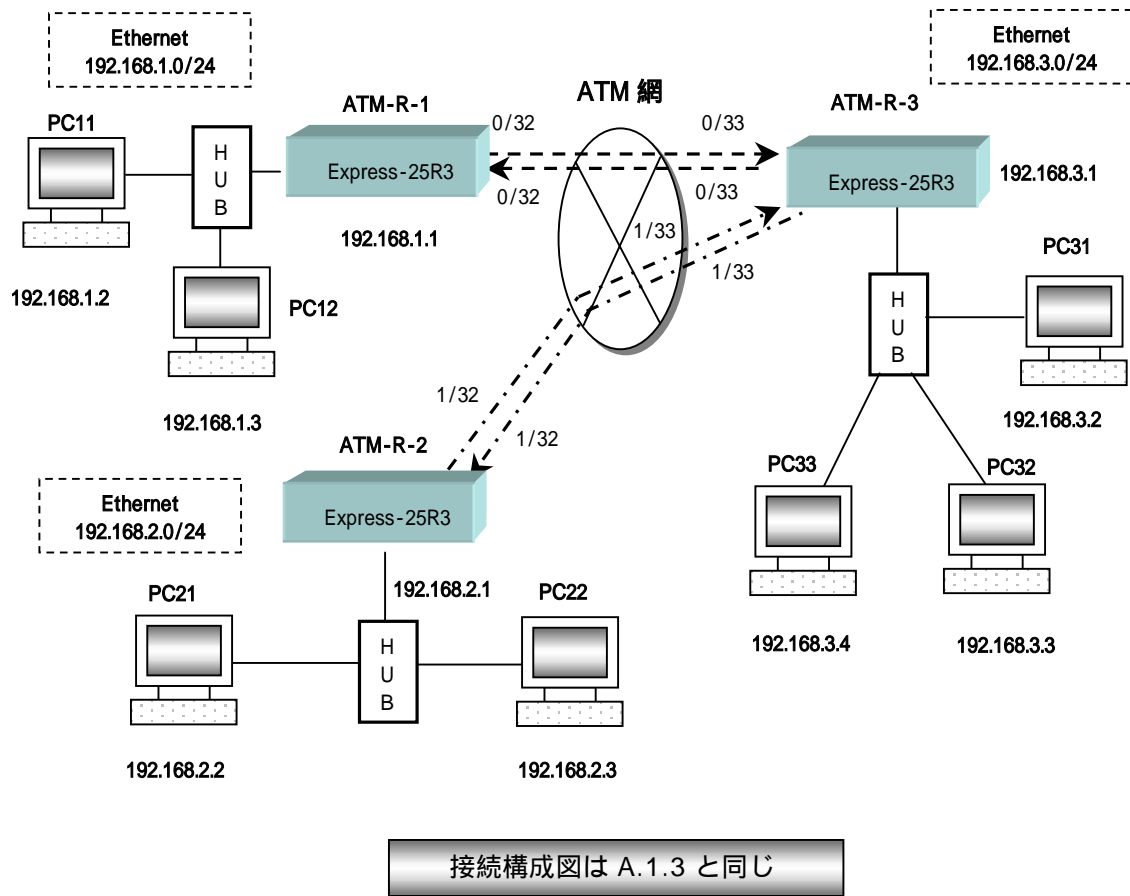 Ethernet
192.168.1.0/24
Ethernet
192.168.3.0/24
ATM 網
ATM-R-1
ATM-R-3
PC11
H
U
B
Express-25R3
0/32
0/33
0/32
0/33
Express-25R3
192.168.3.1
192.168.1.1
1/33
1/33
PC31
192.168.1.2
PC12
H
U
B
192.168.1.3
1/32
1/32
192.168.3.2
ATM-R-2
PC33
PC32
Ethernet
192.168.2.0/24
Express-25R3
192.168.2.1
PC21
PC22
H
U
B
192.168.3.4
192.168.3.3
192.168.2.2
192.168.2.3
接続構成図は A.1.3 と同じ